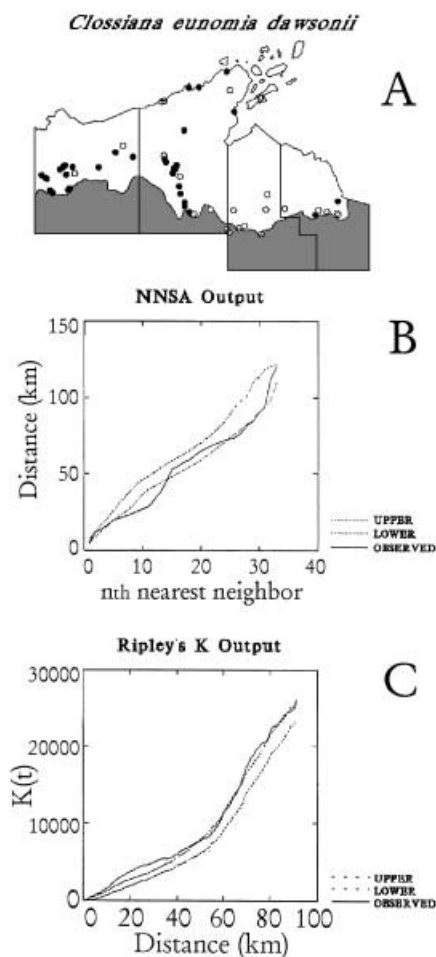 Clossiana eunomia dawsonii
A
NNSA Output
B
150
100
50
0
Distance (km)
0 10 20 30 40
nth nearest neighbor
UPPER
LOWER
OBSERVED
Ripley's K Output
C
30000
20000
10000
0
K(t)
0 20 40 60 80 100
Distance (km)
UPPER
LOWER
OBSERVED